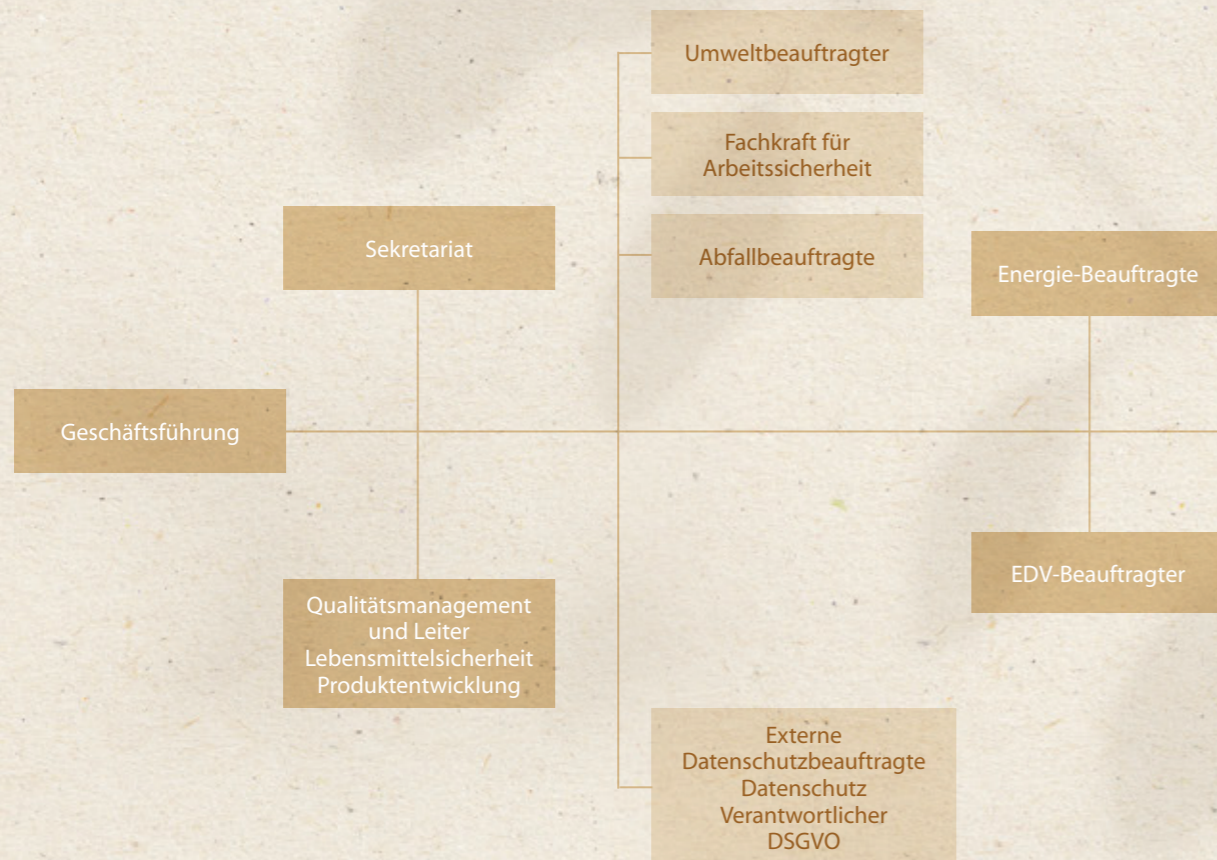 Umweltbeauftragter
Fachkraft für
Arbeitssicherheit
Sekretariat
Abfallbeauftragte
Energie-Beauftragte
Geschäftsführung
EDV-Beauftragter
Qualitätsmanagement
und Leiter
Lebensmittelsicherheit
Produktentwicklung
Externe
Datenschutzbeauftragte
Datenschutz
Verantwortlicher
DSGVO